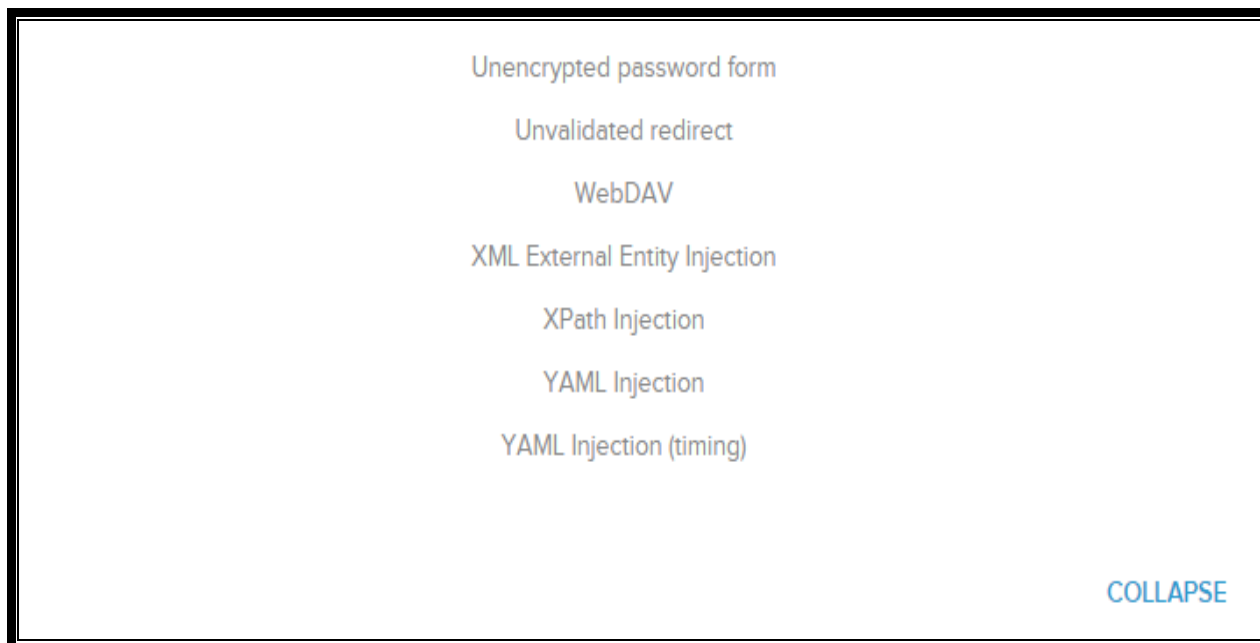 Unencrypted password form
Unvalidated redirect
WebDAV
XML External Entity Injection
XPath Injection
YAML Injection
YAML Injection (timing)
COLLAPSE